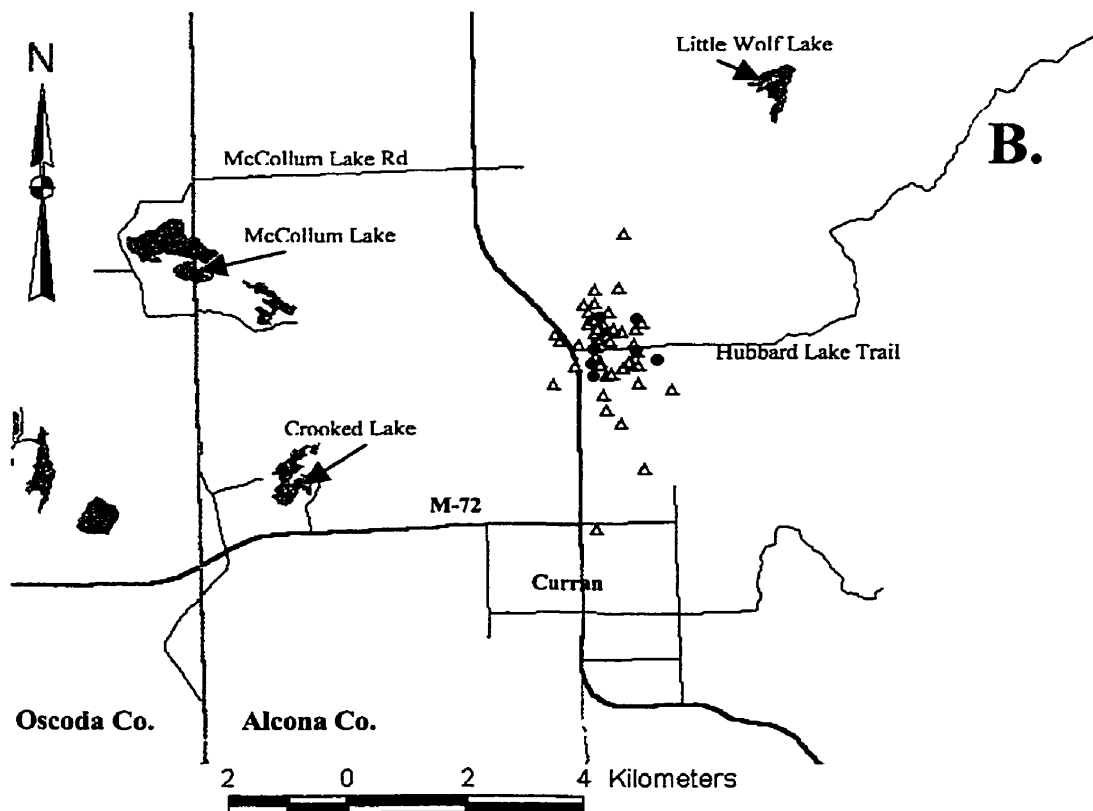 Little Wolf Lake
N
B.
McCollum Lake Rd
McCollum Lake
Hubbard Lake Trail
Crooked Lake
M-72
Curran
Oscoda Co.
Alcona Co.
2 0 2 4 Kilometers